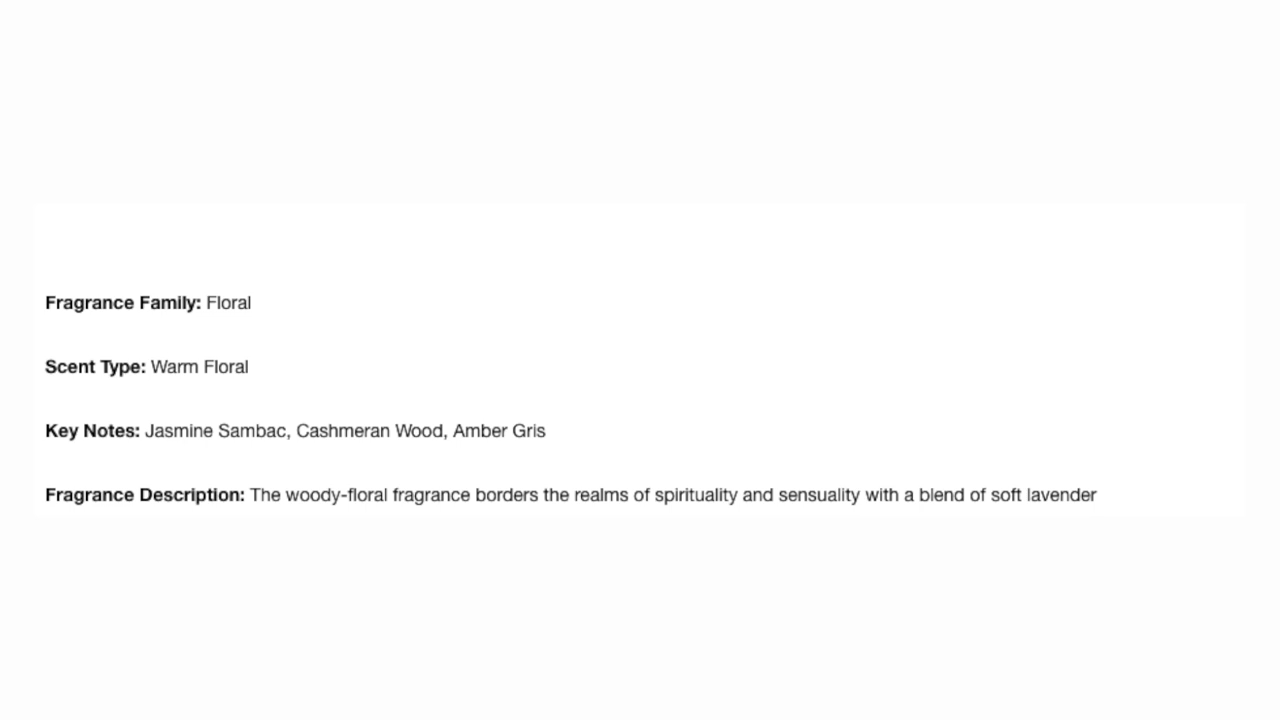 Fragrance Family: Floral
Scent Type: Warm Floral
Key Notes: Jasmine Sambac, Cashmeran Wood, Amber Gris
Fragrance Description: The woody-floral fragrance borders the realms of spirituality and sensuality with a blend of soft lavender